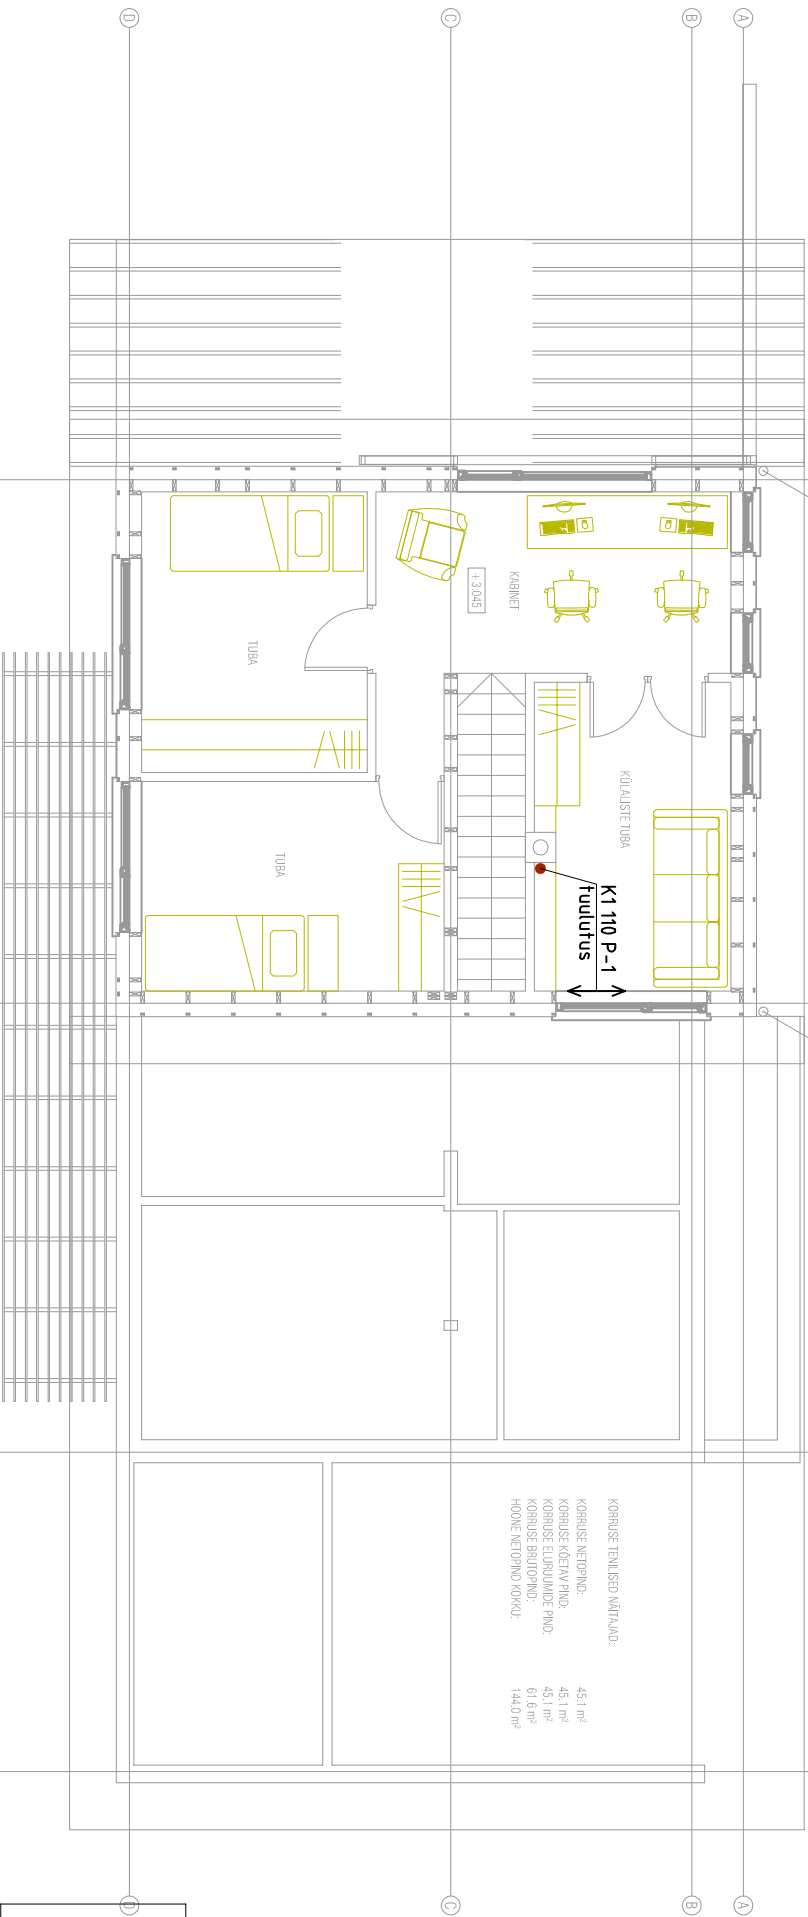 D
C
B
A
KABINET
+3.045
TUBA
KÜLALISTE TUBA
TUBA
K1 110 P-1
tuulutus
KORRUSE TENILISED NÄITAJAD:
KORRUSE NETOPIND: 45.1 m²
KORRUSE KÖETAV PIND: 45.1 m²
KORRUSE ELURUUMIDE PIND: 45.1 m²
KORRUSE BRUTOPIND: 61.6 m²
HOONE NETOPIND KOKKU: 144.0 m²
D
C
B
A